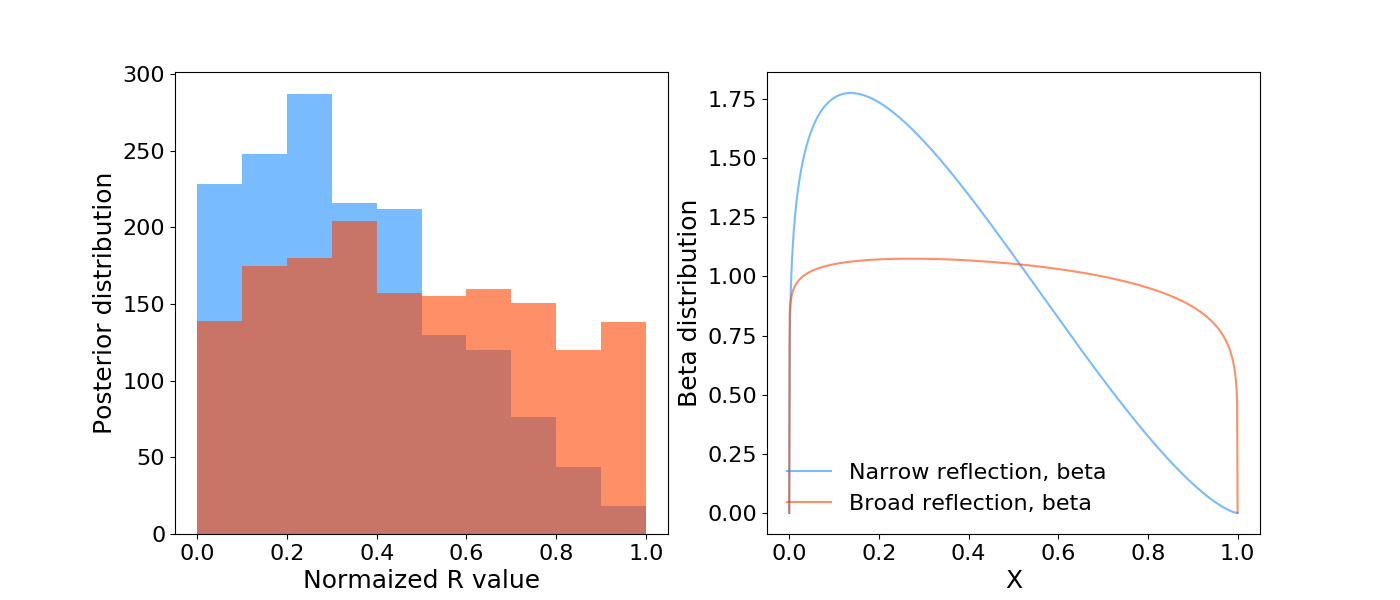 300
250
200
150
100
50
0
Posterior distribution
0.0 0.2 0.4 0.6 0.8 1.0
Normaized R value
1.75
1.50
1.25
1.00
0.75
0.50
0.25
0.00
Beta distribution
Narrow reflection, beta
Broad reflection, beta
0.0 0.2 0.4 0.6 0.8 1.0
X